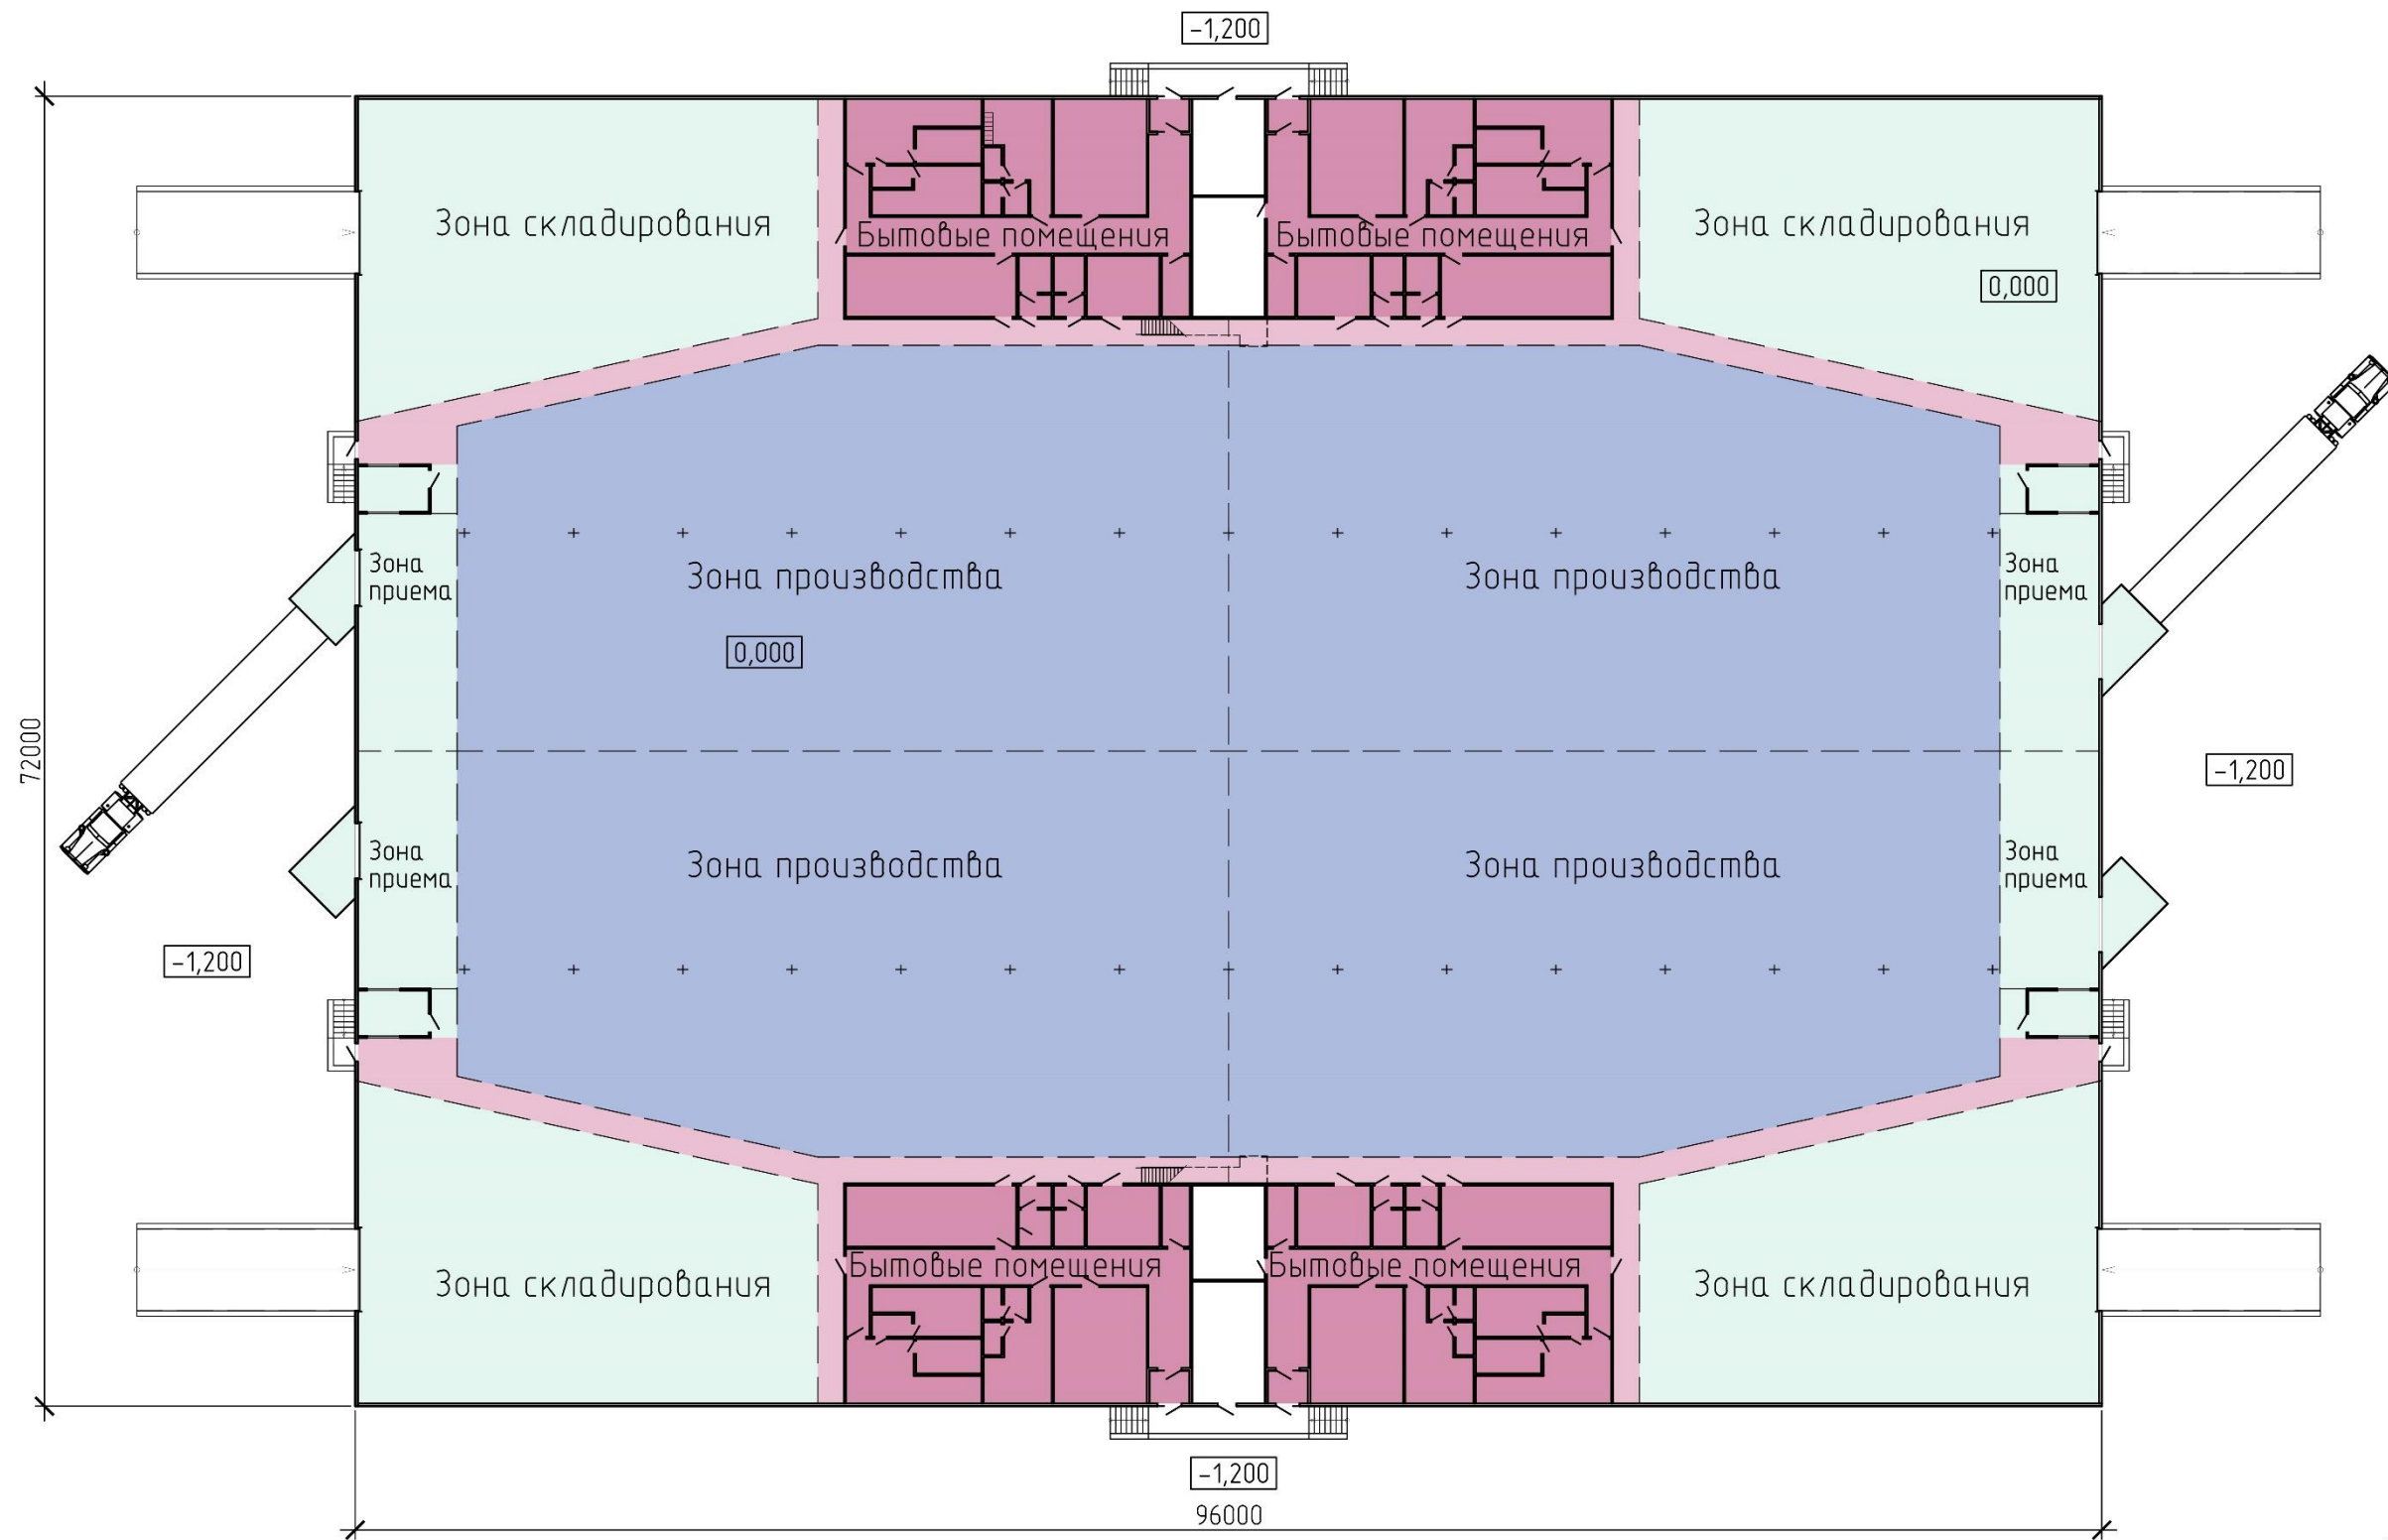 -1,200
Зона складирования
Бытовые помещения
Бытовые помещения
Зона складирования
0,000
Зона
приема
Зона производства
Зона производства
Зона
приема
0,000
72000
-1,200
Зона
приема
Зона производства
Зона производства
Зона
приема
-1,200
Зона складирования
Бытовые помещения
Бытовые помещения
Зона складирования
-1,200
96000